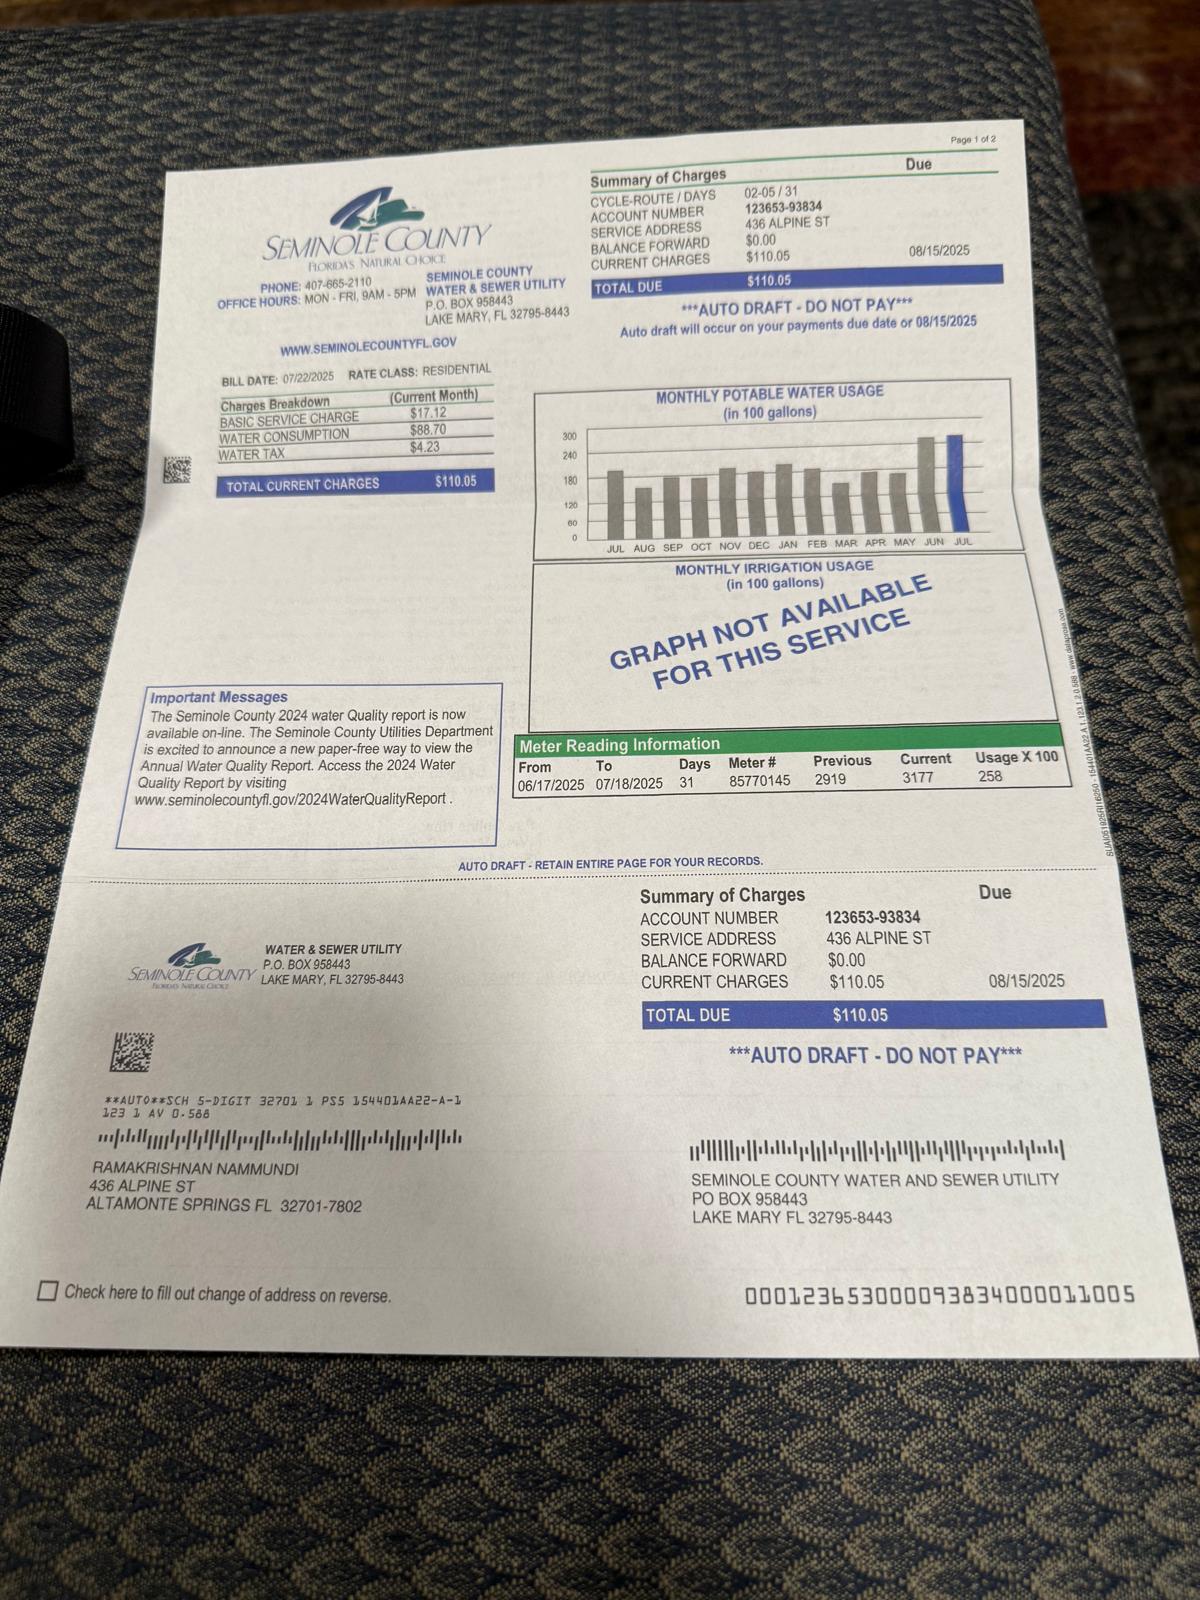 Page 1 of 2
SEMINOLE COUNTY
FLORIDA'S NATURAL CHOICE
PHONE: 407-665-2110
OFFICE HOURS: MON - FRI, 9AM - 5PM
SEMINOLE COUNTY
WATER & SEWER UTILITY
P.O. BOX 958443
LAKE MARY, FL 32795-8443
WWW.SEMINOLECOUNTYFL.GOV
Summary of Charges Due
CYCLE-ROUTE / DAYS 02-05 / 31
ACCOUNT NUMBER 123653-93834
SERVICE ADDRESS 436 ALPINE ST
BALANCE FORWARD $0.00
CURRENT CHARGES $110.05 08/15/2025
TOTAL DUE $110.05
***AUTO DRAFT - DO NOT PAY***
Auto draft will occur on your payments due date or 08/15/2025
BILL DATE: 07/22/2025 RATE CLASS: RESIDENTIAL
Charges Breakdown (Current Month)
BASIC SERVICE CHARGE $17.12
WATER CONSUMPTION $88.70
WATER TAX $4.23
TOTAL CURRENT CHARGES $110.05
MONTHLY POTABLE WATER USAGE
(in 100 gallons)
300
240
180
120
60
0
JUL AUG SEP OCT NOV DEC JAN FEB MAR APR MAY JUN JUL
MONTHLY IRRIGATION USAGE
(in 100 gallons)
GRAPH NOT AVAILABLE
FOR THIS SERVICE
Important Messages
The Seminole County 2024 water Quality report is now
available on-line. The Seminole County Utilities Department
is excited to announce a new paper-free way to view the
Annual Water Quality Report. Access the 2024 Water
Quality Report by visiting
www.seminolecountyfl.gov/2024WaterQualityReport .
Meter Reading Information
From To Days Meter # Previous Current Usage X 100
06/17/2025 07/18/2025 31 85770145 2919 3177 258
AUTO DRAFT - RETAIN ENTIRE PAGE FOR YOUR RECORDS.
SEMINOLE COUNTY
FLORIDA'S NATURAL CHOICE
WATER & SEWER UTILITY
P.O. BOX 958443
LAKE MARY, FL 32795-8443
Summary of Charges Due
ACCOUNT NUMBER 123653-93834
SERVICE ADDRESS 436 ALPINE ST
BALANCE FORWARD $0.00
CURRENT CHARGES $110.05 08/15/2025
TOTAL DUE $110.05
***AUTO DRAFT - DO NOT PAY***
**AUTO**SCH 5-DIGIT 32701 1 PS5 154401AA22-A-1
123 1 AV 0.588
RAMAKRISHNAN NAMMUNDI
436 ALPINE ST
ALTAMONTE SPRINGS FL 32701-7802
SEMINOLE COUNTY WATER AND SEWER UTILITY
PO BOX 958443
LAKE MARY FL 32795-8443
Check here to fill out change of address on reverse.
00012365300009383400​0011005